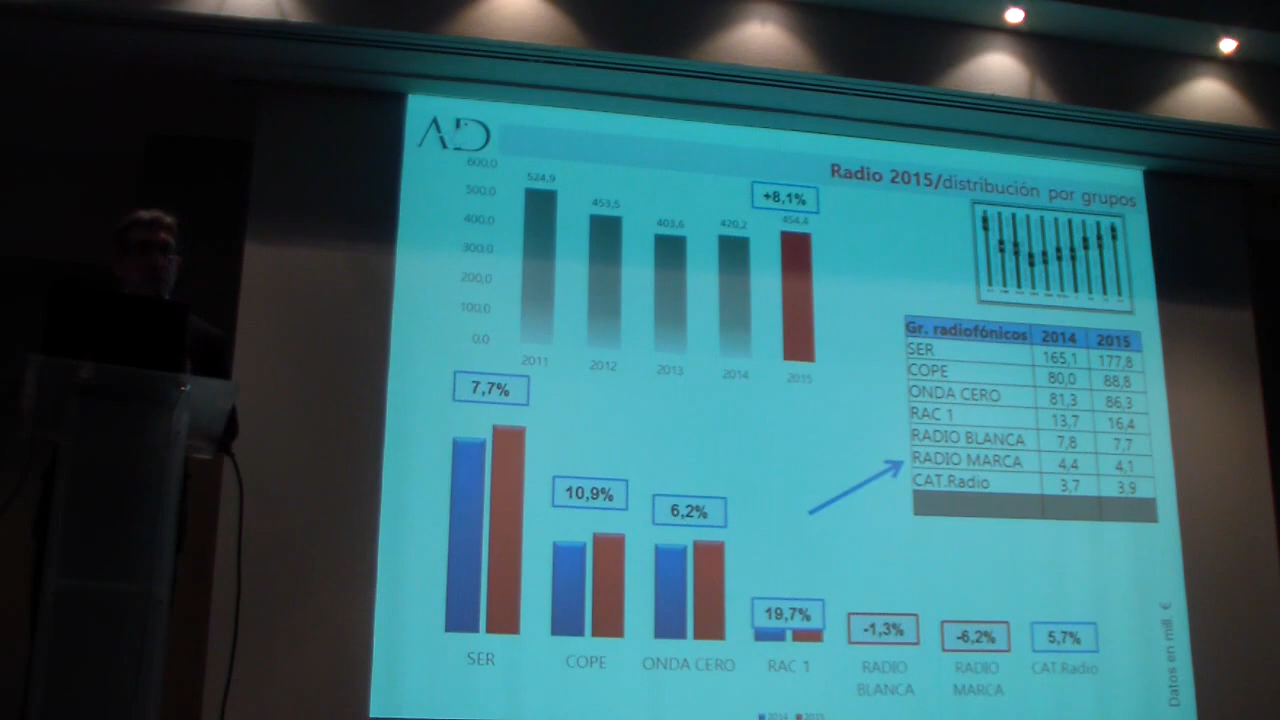 AD
Radio 2015/distribución por grupos
600,0
500,0
400,0
300,0
200,0
100,0
0,0
524,9
453,5
403,6
420,2
+8,1%
454,4
2011
2012
2013
2014
2015
Gr. radiofónicos 2014 2015
SER 165,1 177,8
COPE 80,0 88,8
ONDA CERO 81,3 86,3
RAC 1 13,7 16,4
RADIO BLANCA 7,8 7,7
RADIO MARCA 4,4 4,1
CAT.Radio 3,7 3,9
7,7%
10,9%
6,2%
19,7%
-1,3%
-6,2%
5,7%
SER
COPE
ONDA CERO
RAC 1
RADIO
BLANCA
RADIO
MARCA
CAT.Radio
2014 2015
Datos en mill. €